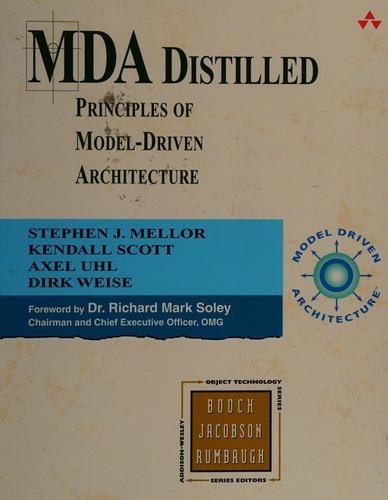 MDA DISTILLED
PRINCIPLES OF
MODEL-DRIVEN
ARCHITECTURE
STEPHEN J. MELLOR
KENDALL SCOTT
AXEL UHL
DIRK WEISE
MODEL DRIVEN
ARCHITECTURE™
Foreword by Dr. Richard Mark Soley
Chairman and Chief Executive Officer, OMG
OBJECT TECHNOLOGY
SERIES
ADDISON-WESLEY
BOOCH
JACOBSON
RUMBAUGH
SERIES EDITORS